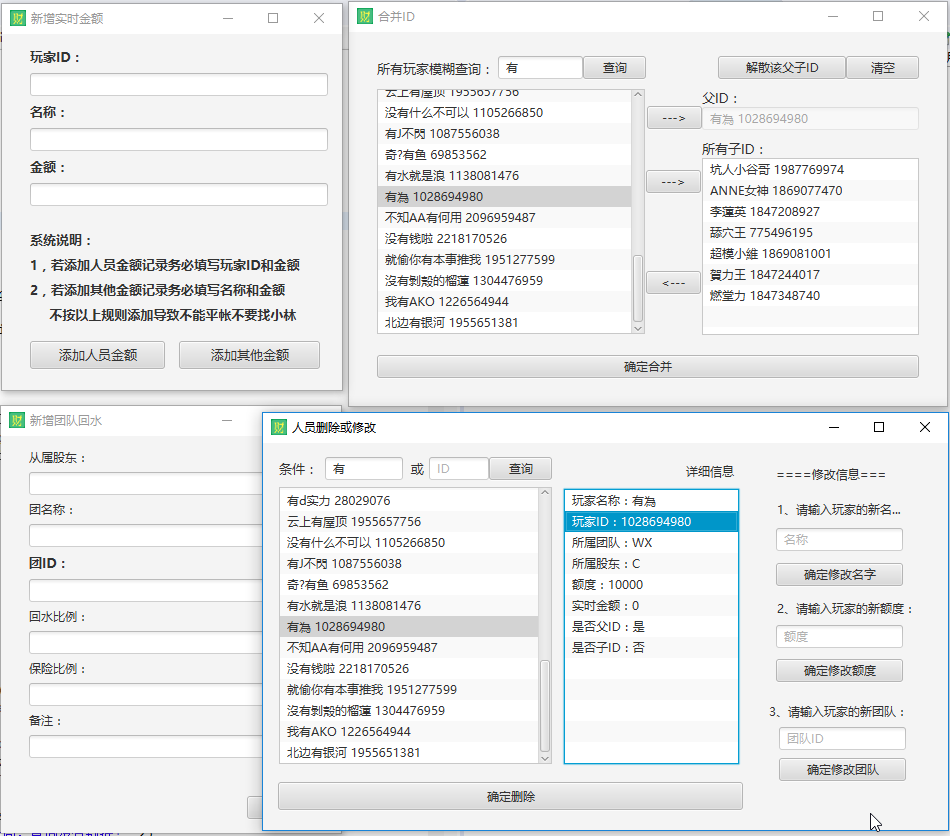 财 新增实时金额
玩家ID：
名称：
金额：
系统说明：
1，若添加人员金额记录务必填写玩家ID和金额
2，若添加其他金额记录务必填写名称和金额
不按以上规则添加导致不能平帐不要找小林
添加人员金额
添加其他金额
财 合并ID
所有玩家模糊查询：
有
查询
解散该父子ID
清空
云上有屋顶 1955657756
没有什么不可以 1105266850
有J不閃 1087556038
奇?有鱼 69853562
有水就是浪 1138081476
有為 1028694980
不知AA有何用 2096959487
没有钱啦 2218170526
就偷你有本事推我 1951277599
沒有剝殼的榴蓮 1304476959
我有AKO 1226564944
北边有银河 1955651381
--->
--->
<---
父ID：
有為 1028694980
所有子ID：
坑人小谷哥 1987769974
ANNE女神 1869077470
李蓮英 1847208927
舔穴王 775496195
超模小維 1869081001
賀力王 1847244017
燃堂力 1847348740
确定合并
财 新增团队回水
从属股东：
团名称：
团ID：
回水比例：
保险比例：
备注：
财 人员删除或修改
条件：
有
或
ID
查询
有d实力 28029076
云上有屋顶 1955657756
没有什么不可以 1105266850
有J不閃 1087556038
奇?有鱼 69853562
有水就是浪 1138081476
有為 1028694980
不知AA有何用 2096959487
没有钱啦 2218170526
就偷你有本事推我 1951277599
沒有剝殼的榴蓮 1304476959
我有AKO 1226564944
北边有银河 1955651381
详细信息
玩家名称：有為
玩家ID：1028694980
所属团队：WX
所属股东：C
额度：10000
实时金额：0
是否父ID：是
是否子ID：否
====修改信息===
1、请输入玩家的新名...
名称
确定修改名字
2、请输入玩家的新额度：
额度
确定修改额度
3、请输入玩家的新团队：
团队ID
确定修改团队
确定删除